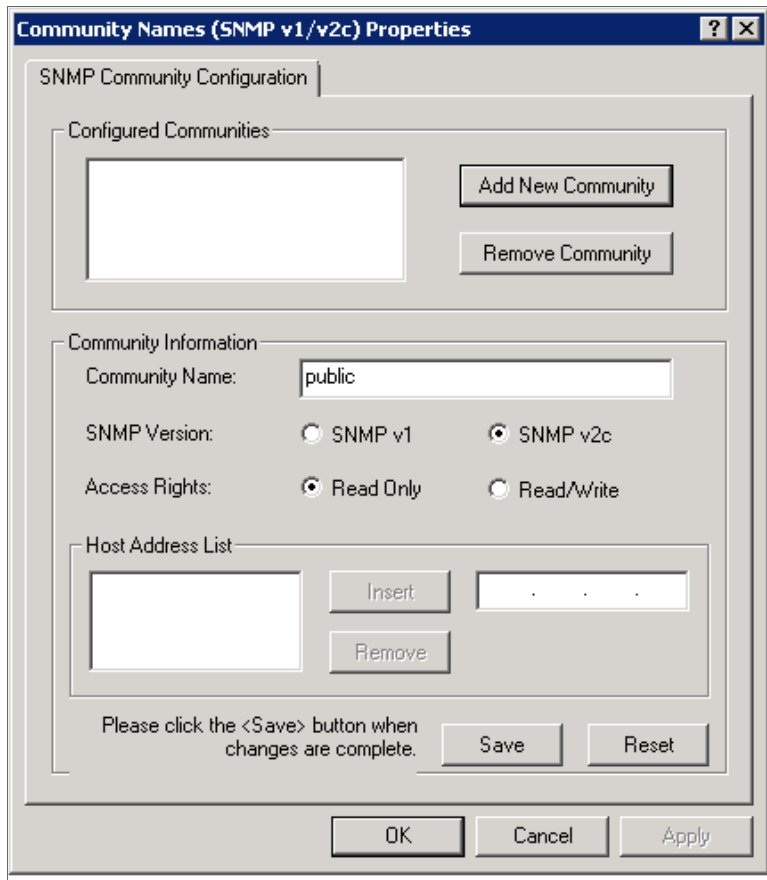 Community Names (SNMP v1/v2c) Properties
SNMP Community Configuration
Configured Communities
Add New Community
Remove Community
Community Information
Community Name: public
SNMP Version: SNMP v1 SNMP v2c
Access Rights: Read Only Read/Write
Host Address List
Insert . . .
Remove
Please click the <Save> button when
changes are complete.
Save Reset
OK Cancel Apply